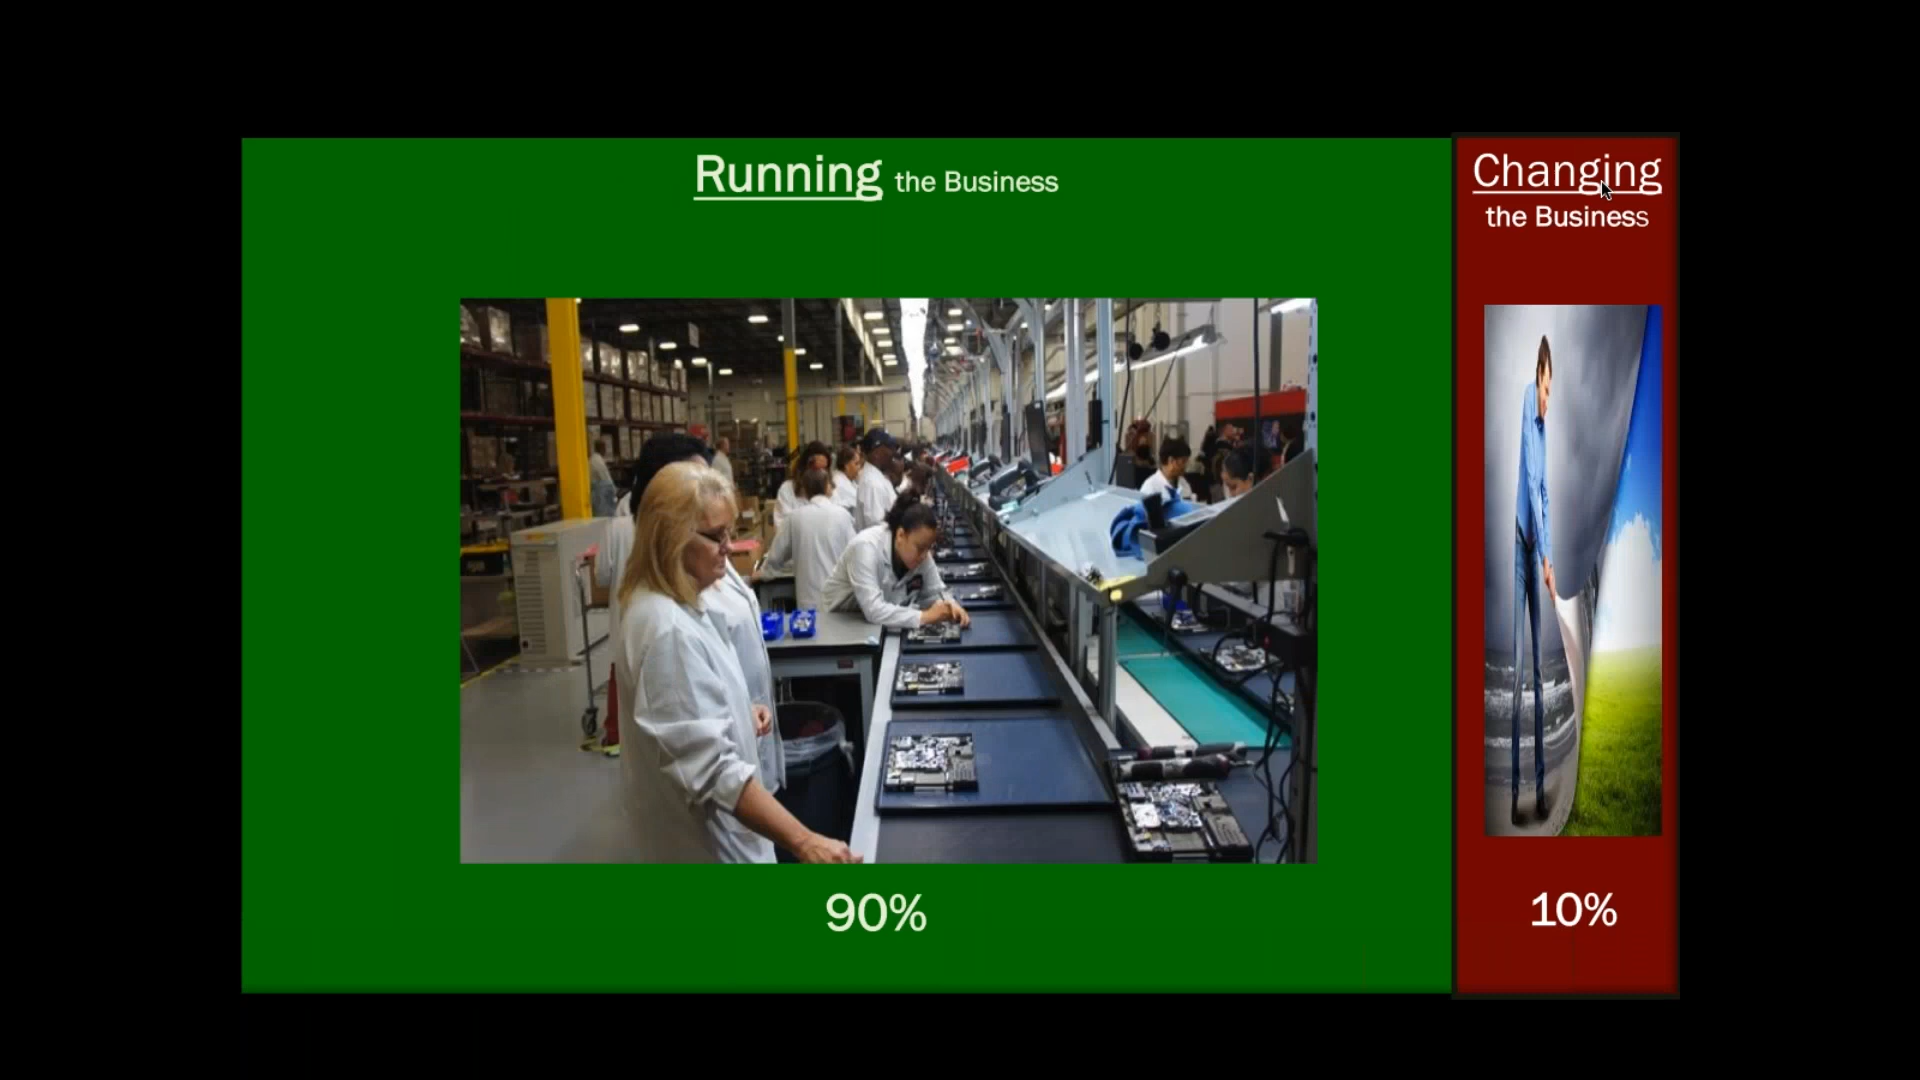 Running the Business
Changing
the Business
90%
10%